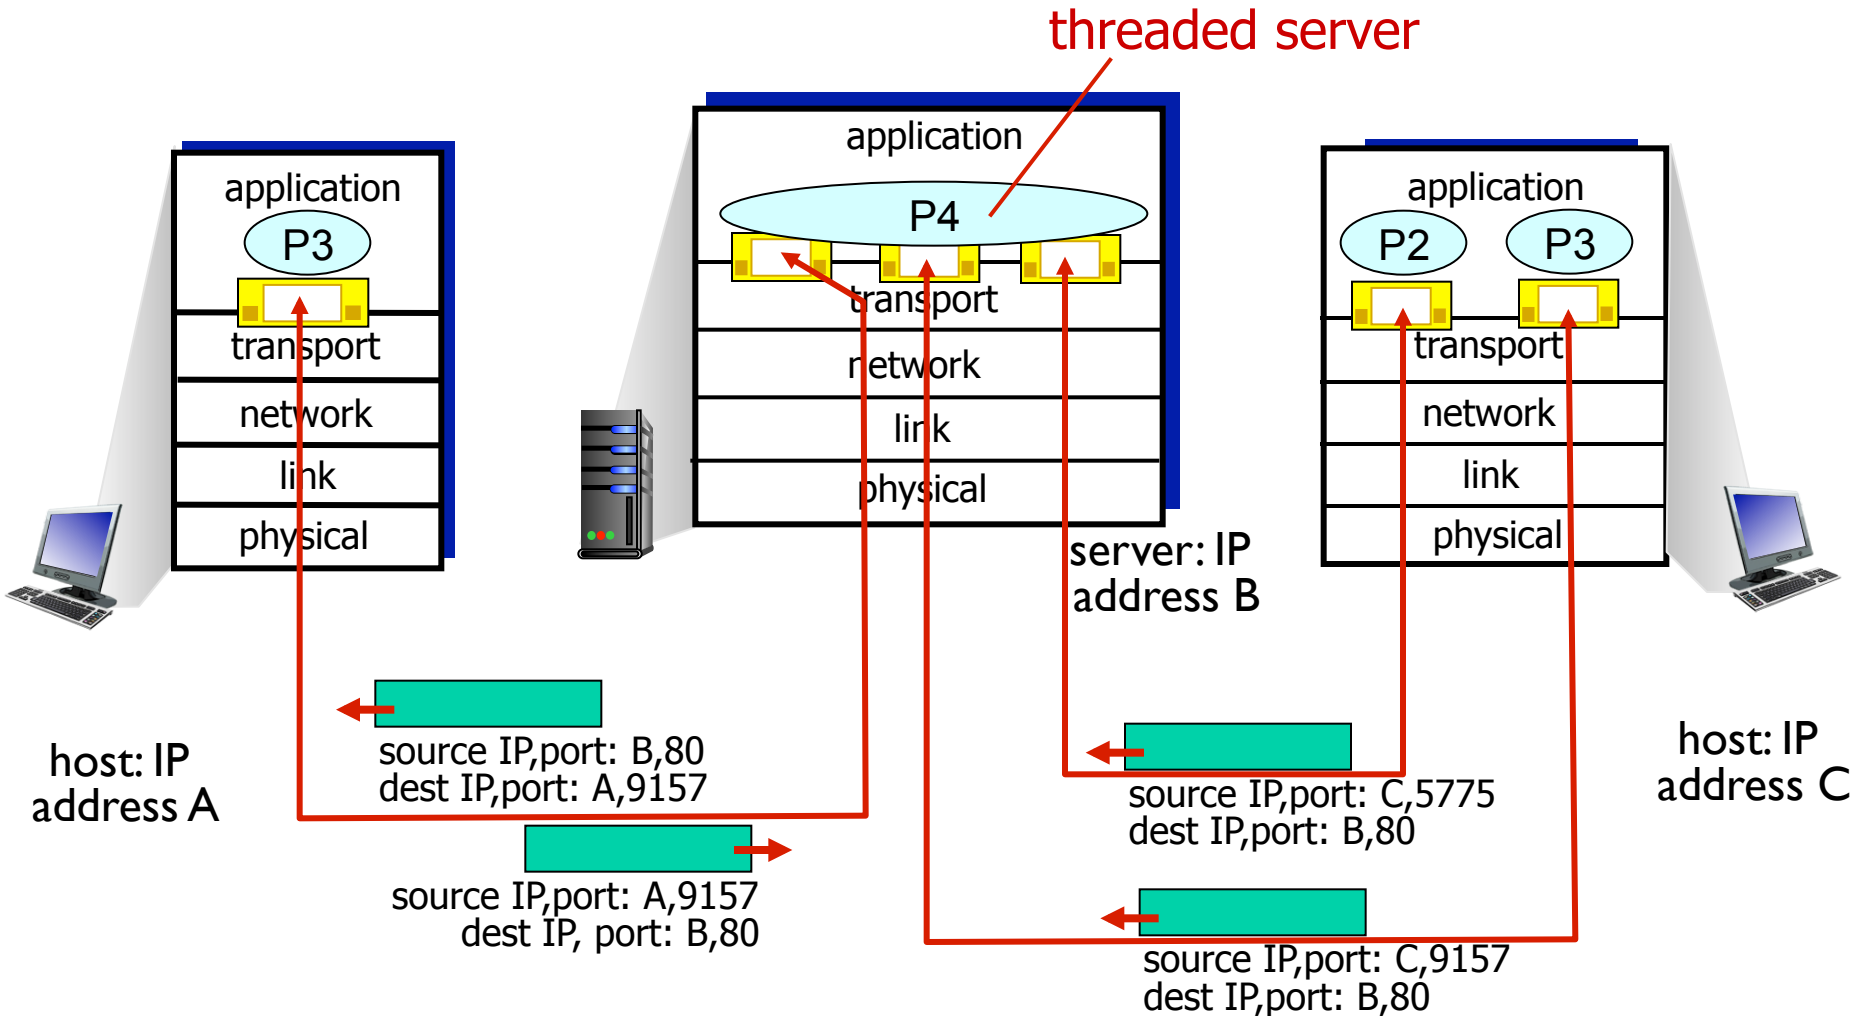 threaded server
application
P3
transport
network
link
physical
application
P4
transport
network
link
physical
application
P2
P3
transport
network
link
physical
server: IP
address B
host: IP
address A
source IP,port: B,80
dest IP,port: A,9157
source IP,port: A,9157
dest IP, port: B,80
source IP,port: C,5775
dest IP,port: B,80
source IP,port: C,9157
dest IP,port: B,80
host: IP
address C